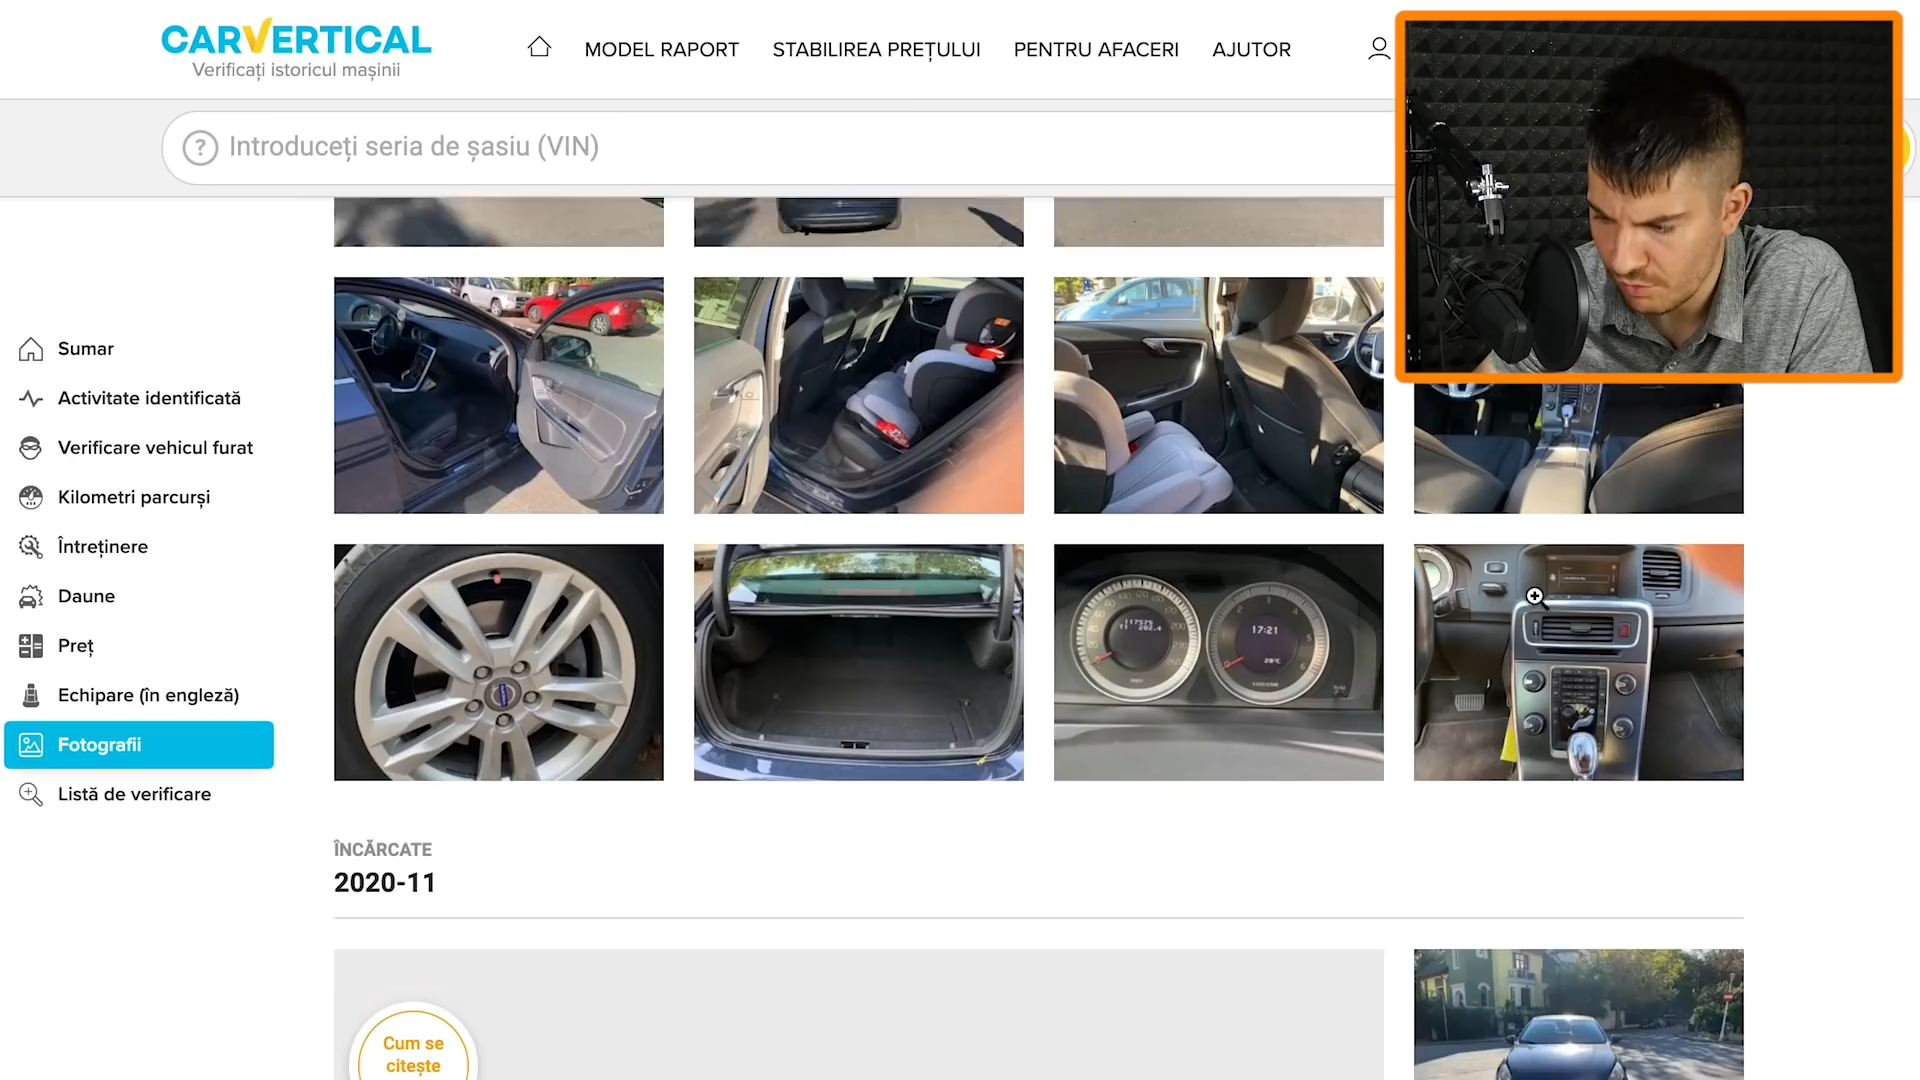 CARVERTICAL
Verificați istoricul mașinii
MODEL RAPORT
STABILIREA PREȚULUI
PENTRU AFACERI
AJUTOR
? Introduceți seria de șasiu (VIN)
Sumar
Activitate identificată
Verificare vehicul furat
Kilometri parcurși
Întreținere
Daune
Preț
Echipare (în engleză)
Fotografii
Listă de verificare
117575
17:21
ÎNCĂRCATE
2020-11
Cum se
citește